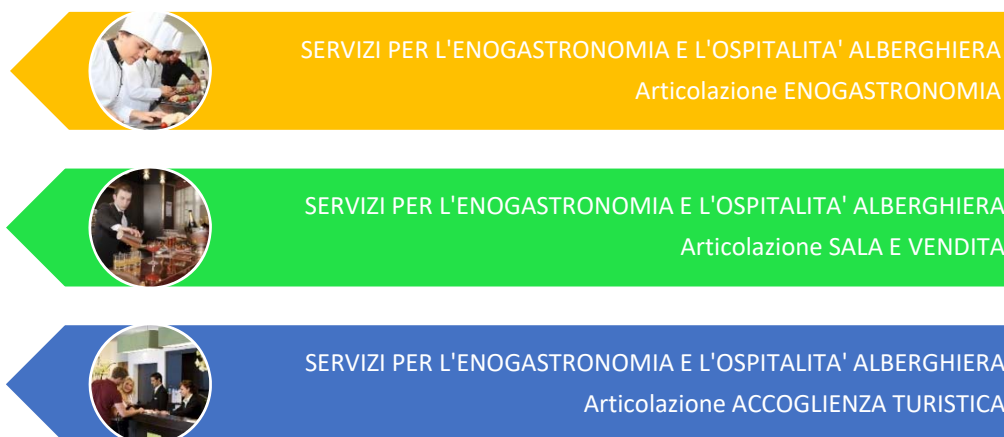 SERVIZI PER L'ENOGASTRONOMIA E L'OSPITALITA' ALBERGHIERA
Articolazione ENOGASTRONOMIA
SERVIZI PER L'ENOGASTRONOMIA E L'OSPITALITA' ALBERGHIERA
Articolazione SALA E VENDITA
SERVIZI PER L'ENOGASTRONOMIA E L'OSPITALITA' ALBERGHIERA
Articolazione ACCOGLIENZA TURISTICA